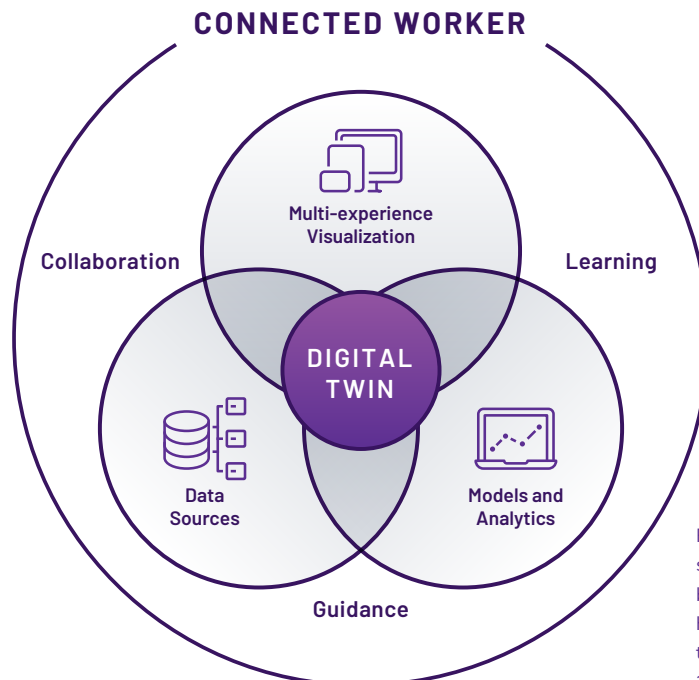 CONNECTED WORKER
Multi-experience
Visualization
Collaboration
Learning
DIGITAL
TWIN
Data
Sources
Models and
Analytics
Guidance